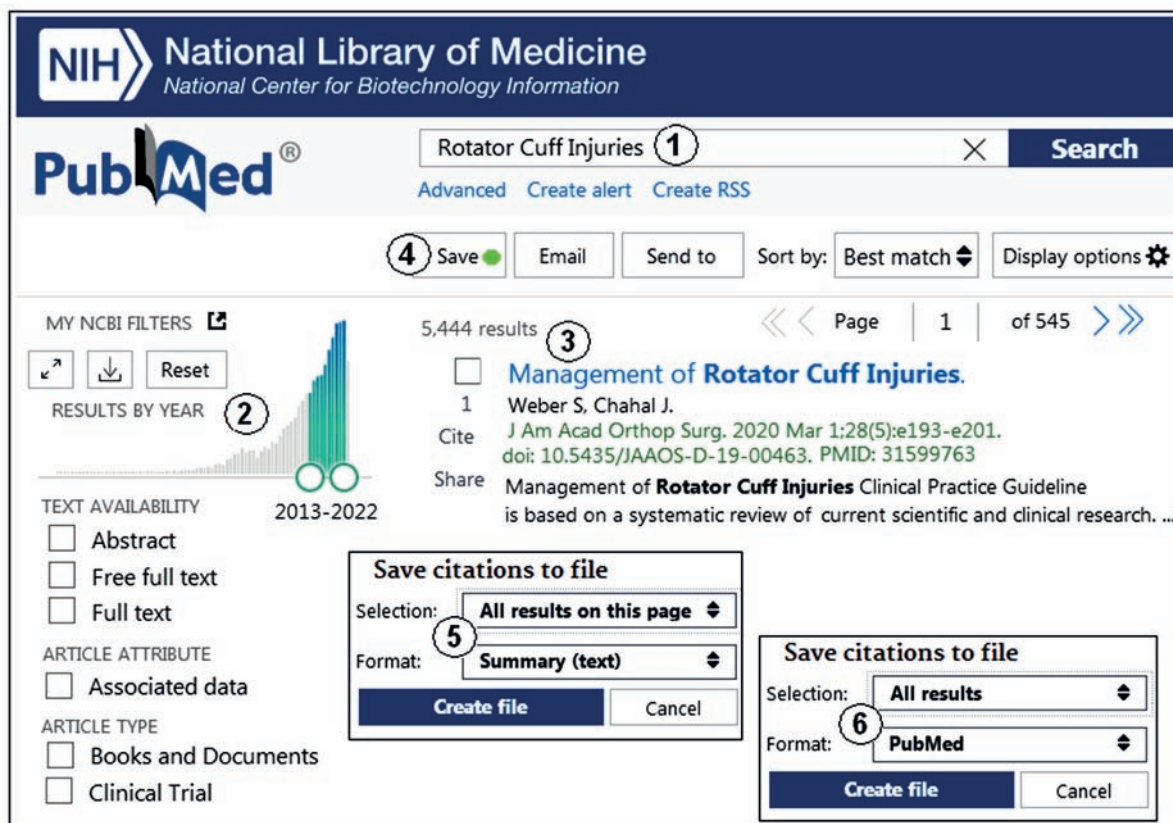 NIH
National Library of Medicine
National Center for Biotechnology Information
PubMed®
Rotator Cuff Injuries 1
Search
Advanced Create alert Create RSS
4 Save Email Send to Sort by: Best match Display options
MY NCBI FILTERS
Reset
RESULTS BY YEAR 2
2013-2022
TEXT AVAILABILITY
Abstract
Free full text
Full text
ARTICLE ATTRIBUTE
Associated data
ARTICLE TYPE
Books and Documents
Clinical Trial
5,444 results 3
Page 1 of 545
Management of Rotator Cuff Injuries.
1
Weber S, Chahal J.
Cite
J Am Acad Orthop Surg. 2020 Mar 1;28(5):e193-e201.
doi: 10.5435/JAAOS-D-19-00463. PMID: 31599763
Share
Management of Rotator Cuff Injuries Clinical Practice Guideline
is based on a systematic review of current scientific and clinical research. ...
Save citations to file
Selection: All results on this page
5
Format: Summary (text)
Create file Cancel
Save citations to file
Selection: All results
6
Format: PubMed
Create file Cancel